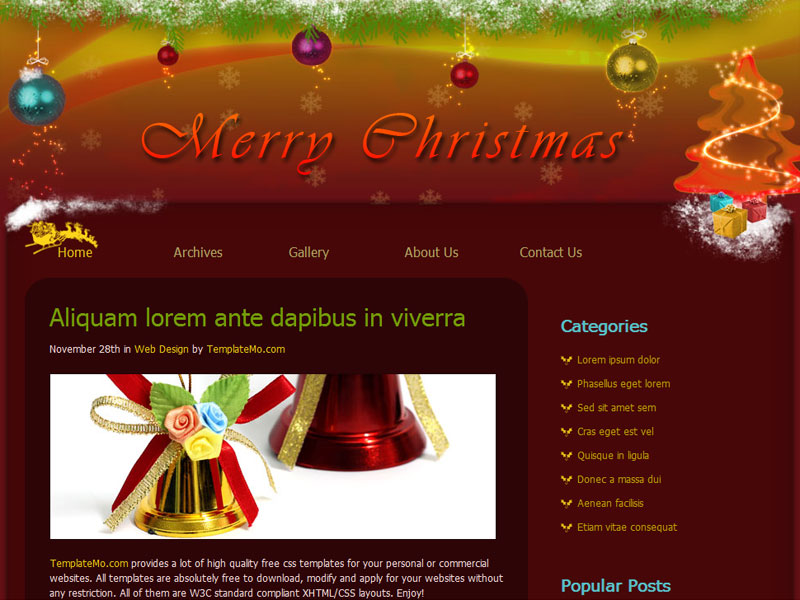 Merry Christmas
Home Archives Gallery About Us Contact Us
Aliquam lorem ante dapibus in viverra
November 28th in Web Design by TemplateMo.com
TemplateMo.com provides a lot of high quality free css templates for your personal or commercial
websites. All templates are absolutely free to download, modify and apply for your websites without
any restriction. All of them are W3C standard compliant XHTML/CSS layouts. Enjoy!
Categories
Lorem ipsum dolor
Phasellus eget lorem
Sed sit amet sem
Cras eget est vel
Quisque in ligula
Donec a massa dui
Aenean facilisis
Etiam vitae consequat
Popular Posts